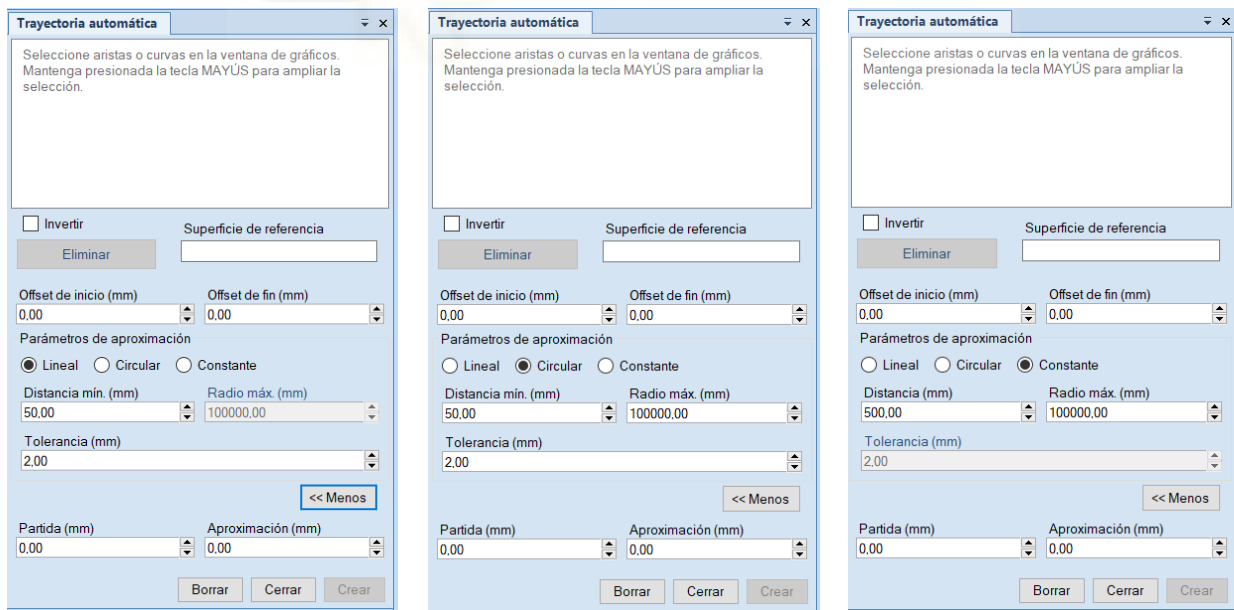 Trayectoria automática
Seleccione aristas o curvas en la ventana de gráficos.
Mantenga presionada la tecla MAYÚS para ampliar la
selección.
Invertir
Superficie de referencia
Eliminar
Offset de inicio (mm) Offset de fin (mm)
0,00 0,00
Parámetros de aproximación
Lineal Circular Constante
Distancia mín. (mm) Radio máx. (mm)
50,00 100000,00
Tolerancia (mm)
2,00
<< Menos
Partida (mm) Aproximación (mm)
0,00 0,00
Borrar Cerrar Crear
Trayectoria automática
Seleccione aristas o curvas en la ventana de gráficos.
Mantenga presionada la tecla MAYÚS para ampliar la
selección.
Invertir
Superficie de referencia
Eliminar
Offset de inicio (mm) Offset de fin (mm)
0,00 0,00
Parámetros de aproximación
Lineal Circular Constante
Distancia mín. (mm) Radio máx. (mm)
50,00 100000,00
Tolerancia (mm)
2,00
<< Menos
Partida (mm) Aproximación (mm)
0,00 0,00
Borrar Cerrar Crear
Trayectoria automática
Seleccione aristas o curvas en la ventana de gráficos.
Mantenga presionada la tecla MAYÚS para ampliar la
selección.
Invertir
Superficie de referencia
Eliminar
Offset de inicio (mm) Offset de fin (mm)
0,00 0,00
Parámetros de aproximación
Lineal Circular Constante
Distancia (mm) Radio máx. (mm)
500,00 100000,00
Tolerancia (mm)
2,00
<< Menos
Partida (mm) Aproximación (mm)
0,00 0,00
Borrar Cerrar Crear